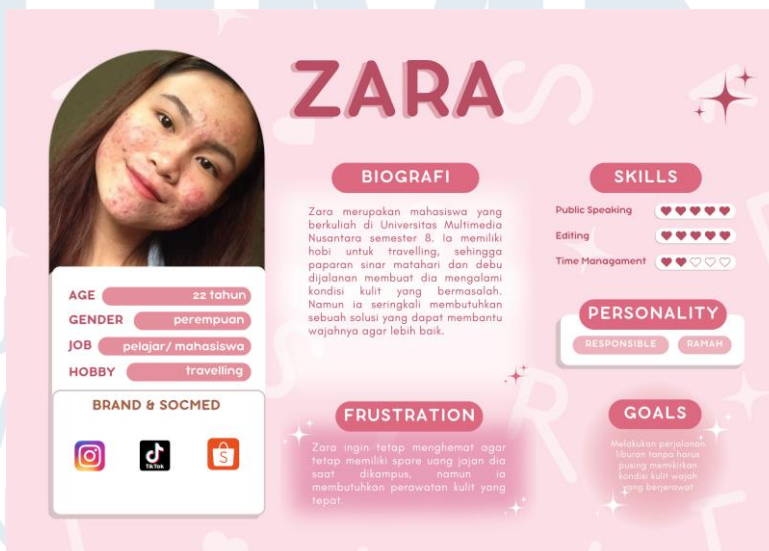 ZARA
AGE 22 tahun
GENDER perempuan
JOB pelajar/ mahasiswa
HOBBY travelling
BRAND & SOCMED
TikTok
BIOGRAFI
Zara merupakan mahasiswa yang
berkuliah di Universitas Multimedia
Nusantara semester 8. Ia memiliki
hobi untuk travelling, sehingga
paparan sinar matahari dan debu
dijalanan membuat dia mengalami
kondisi kulit yang bermasalah.
Namun ia seringkali membutuhkan
sebuah solusi yang dapat membantu
wajahnya agar lebih baik.
FRUSTRATION
Zara ingin tetap menghemat agar
tetap memiliki spare uang jajan dia
saat dikampus, namun ia
membutuhkan perawatan kulit yang
tepat.
SKILLS
Public Speaking
Editing
Time Managament
PERSONALITY
RESPONSIBLE RAMAH
GOALS
Melakukan perjalanan
liburan tanpa harus
pusing memikirkan
kondisi kulit wajah
yang berjerawat